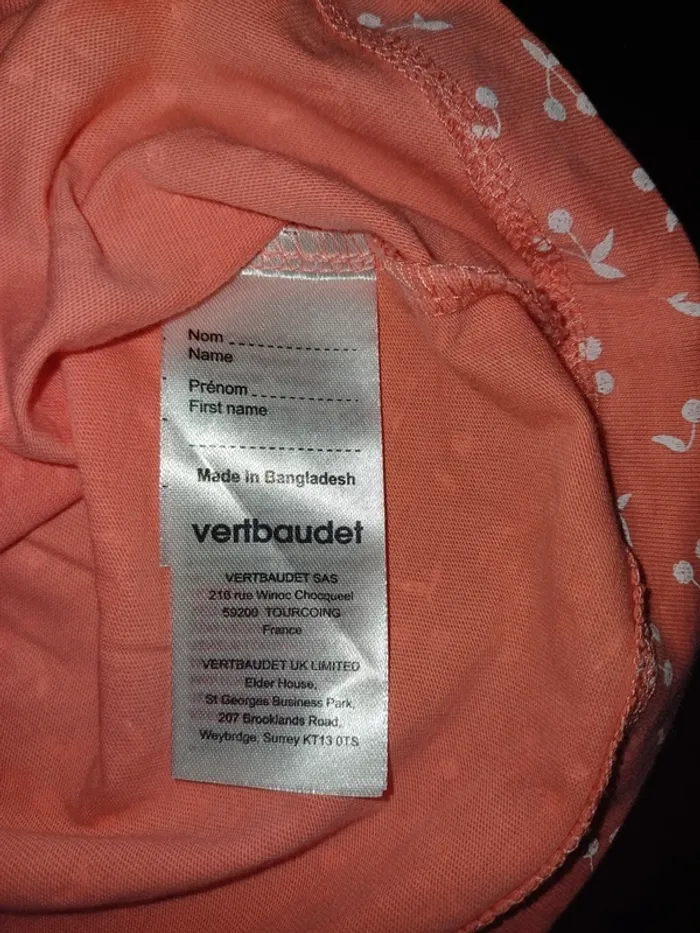 Nom
Name
Prénom
First name
Made in Bangladesh
vertbaudet
VERTBAUDET SAS
216 rue Winoc Chocqueel
59200 TOURCOING
France
VERTBAUDET UK LIMITED
Elder House,
St Georges Business Park,
207 Brooklands Road,
Weybrdge, Surrey KT13 0TS